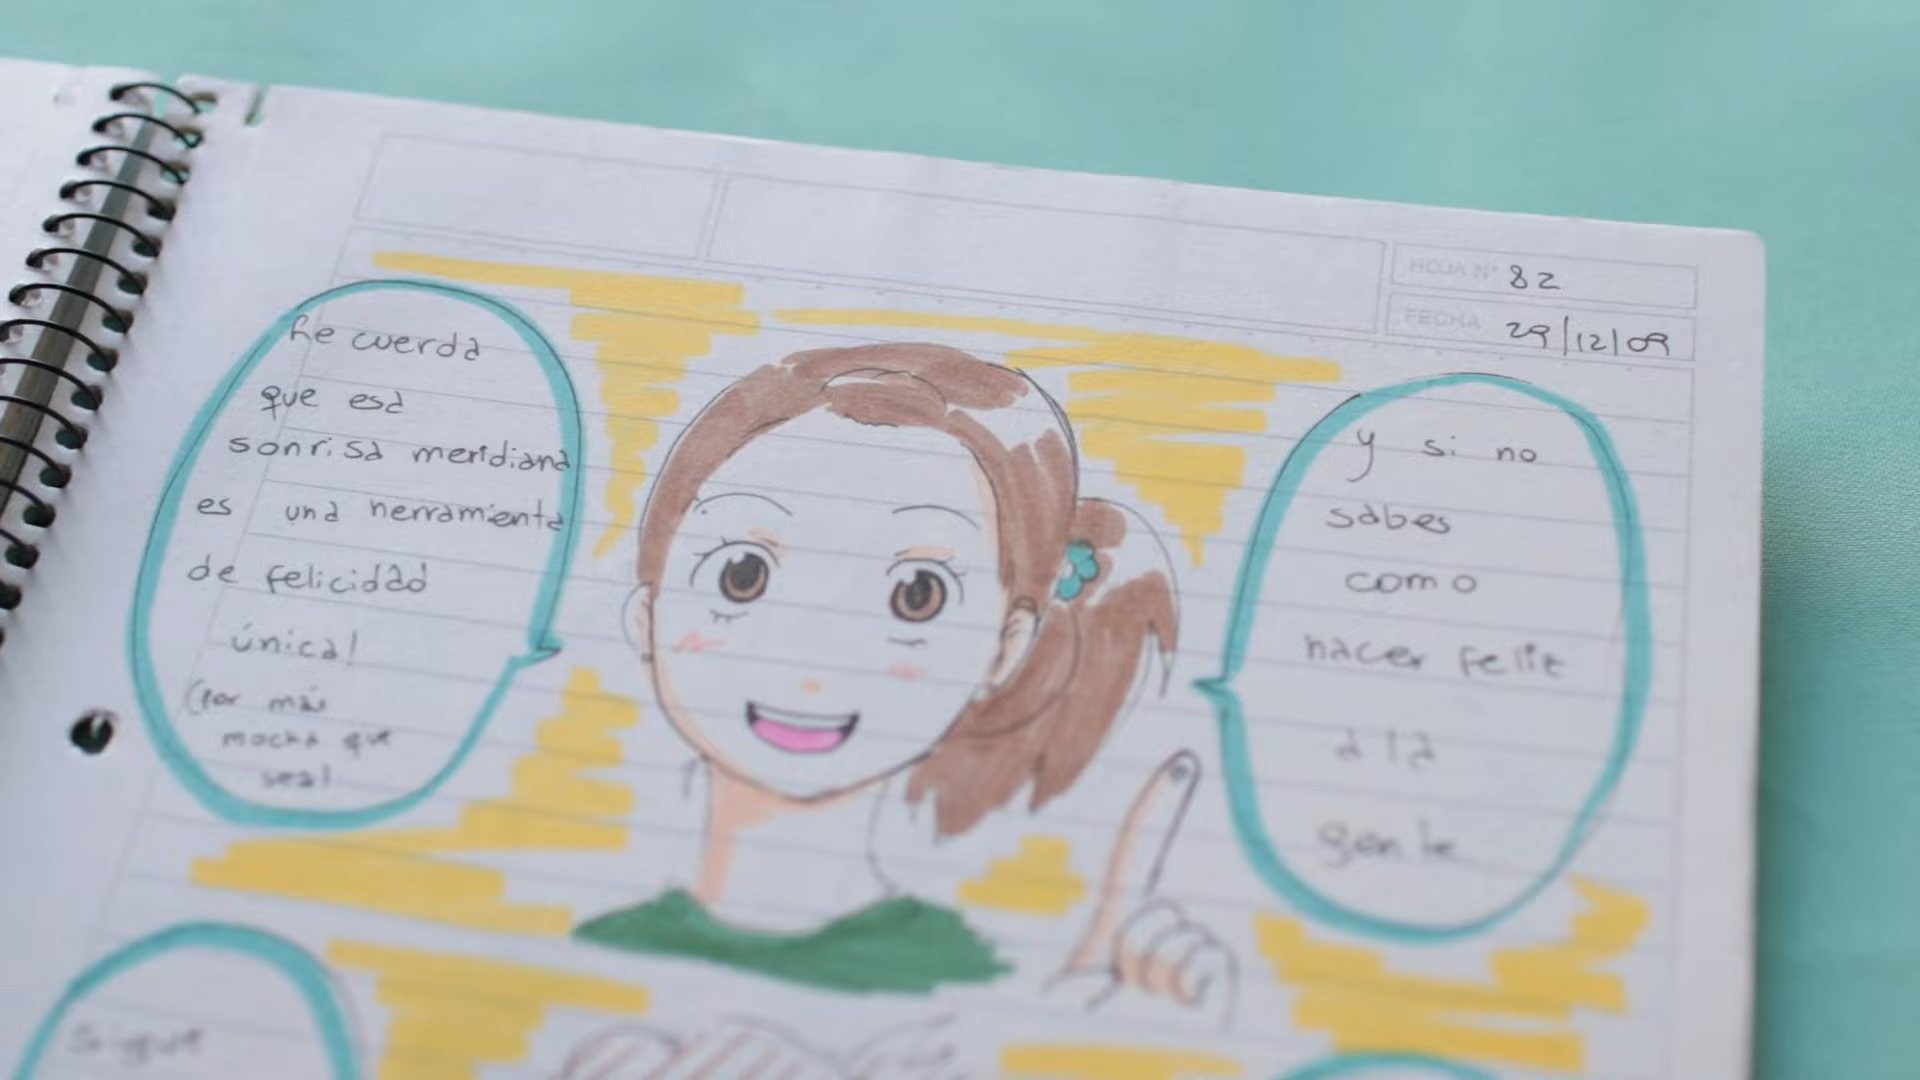 HOJA N° 82
FECHA 29/12/09
Recuerda
que esa
sonrisa meridiana
es una herramienta
de felicidad
única!
(por más
mocha que
sea)
y si no
sabes
como
hacer feliz
a la
gente
sigue